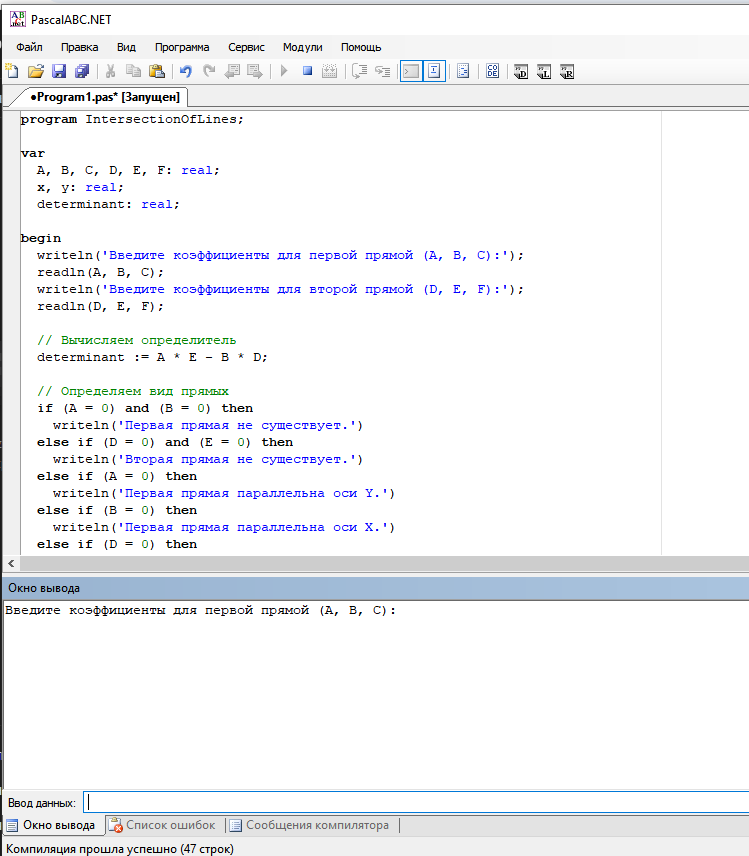 PascalABC.NET
Файл Правка Вид Программа Сервис Модули Помощь
•Program1.pas* [Запущен]
program IntersectionOfLines;
var
A, B, C, D, E, F: real;
x, y: real;
determinant: real;
begin
writeln('Введите коэффициенты для первой прямой (A, B, C):');
readln(A, B, C);
writeln('Введите коэффициенты для второй прямой (D, E, F):');
readln(D, E, F);
// Вычисляем определитель
determinant := A * E - B * D;
// Определяем вид прямых
if (A = 0) and (B = 0) then
writeln('Первая прямая не существует.')
else if (D = 0) and (E = 0) then
writeln('Вторая прямая не существует.')
else if (A = 0) then
writeln('Первая прямая параллельна оси Y.')
else if (B = 0) then
writeln('Первая прямая параллельна оси X.')
else if (D = 0) then
Окно вывода
Введите коэффициенты для первой прямой (A, B, C):
Ввод данных:
Окно вывода Список ошибок Сообщения компилятора
Компиляция прошла успешно (47 строк)